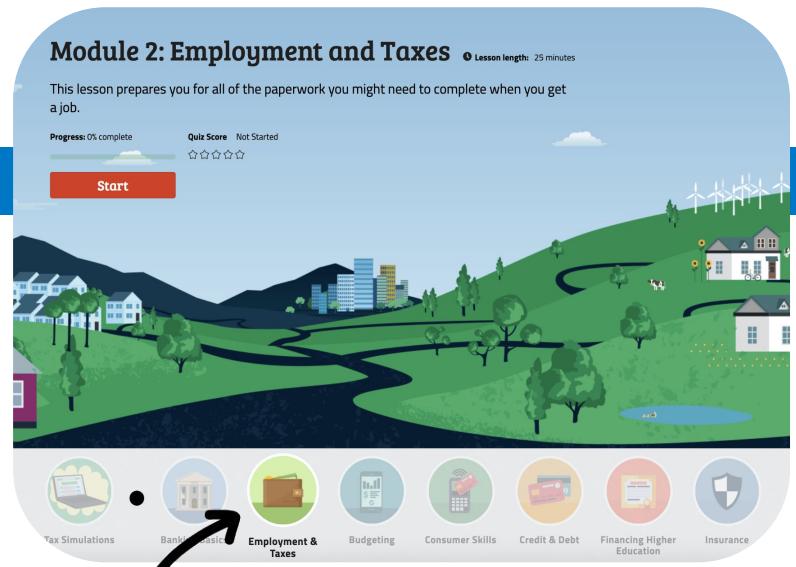 Module 2: Employment and Taxes Lesson length: 25 minutes
This lesson prepares you for all of the paperwork you might need to complete when you get
a job.
Progress: 0% complete Quiz Score Not Started
Start
Tax Simulations Banking Basics Employment & Budgeting Consumer Skills Credit & Debt Financing Higher Insurance
Taxes Education